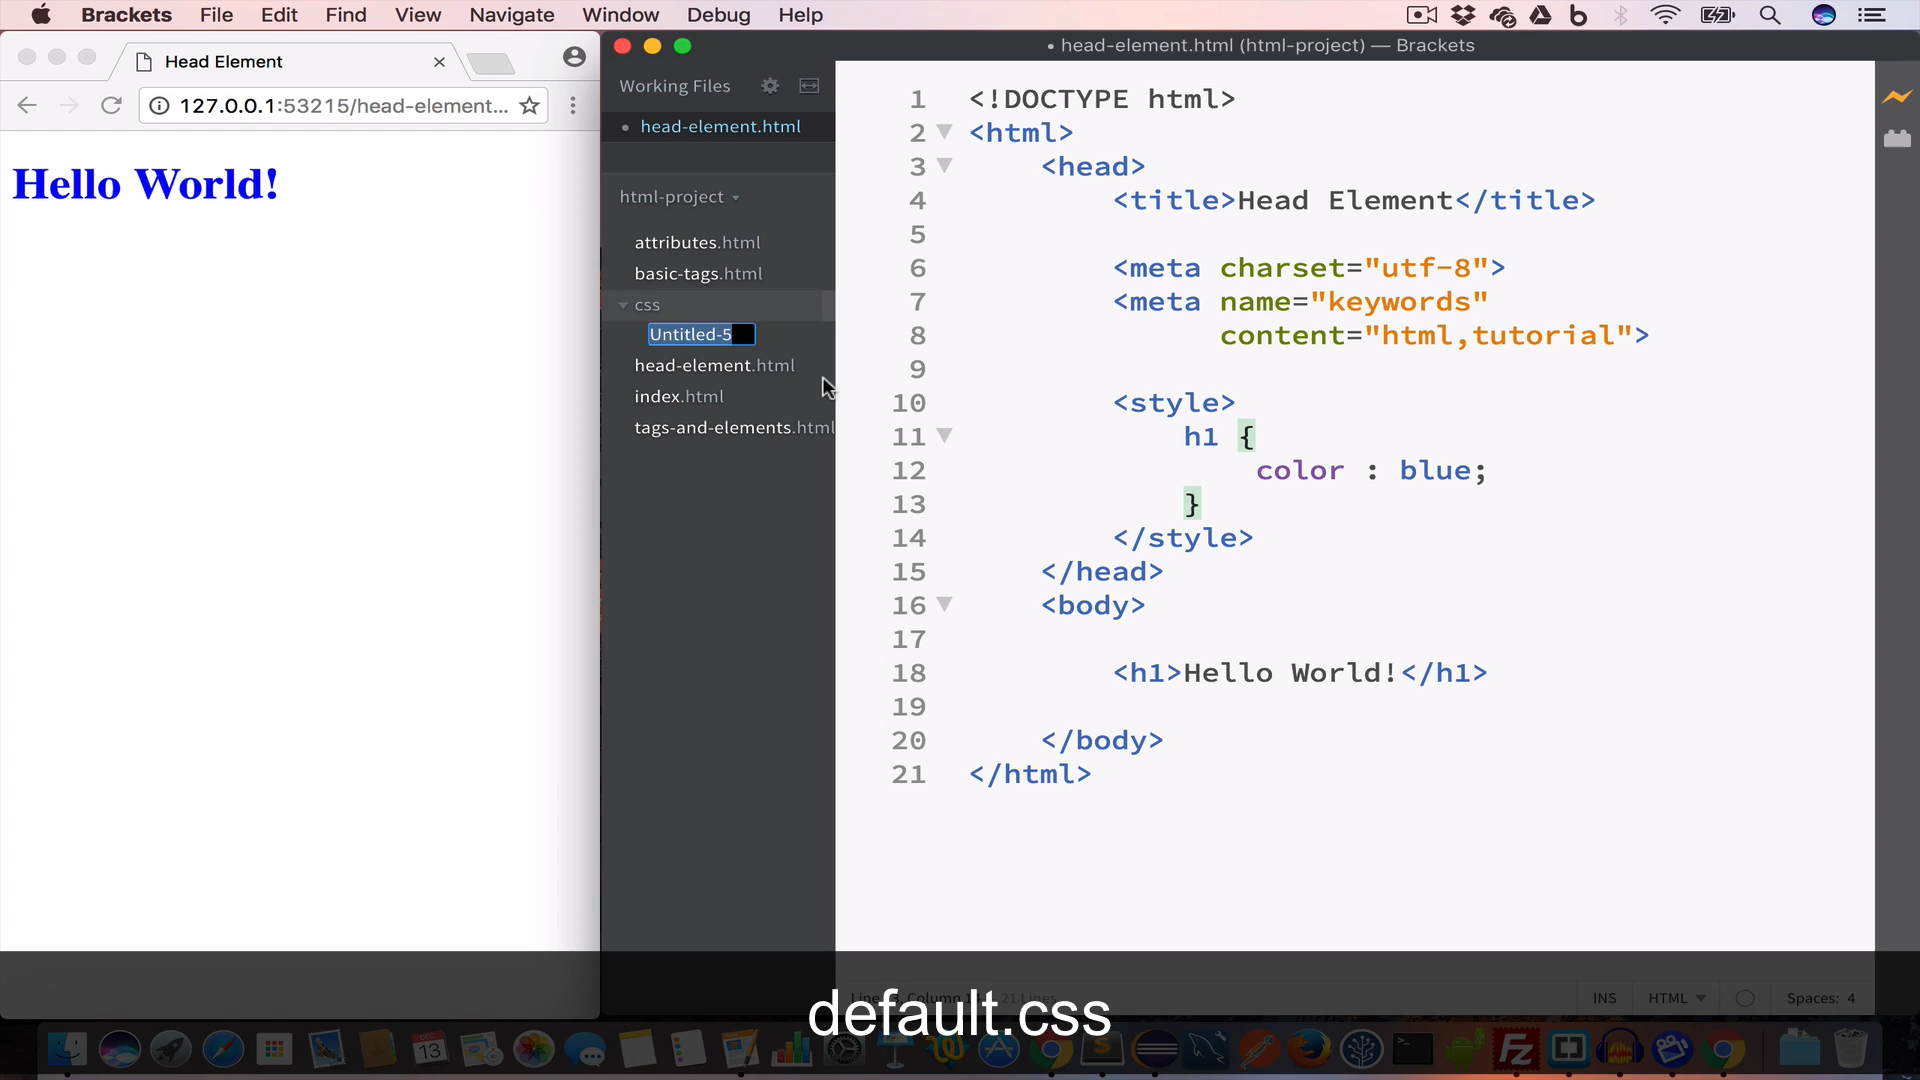 Brackets File Edit Find View Navigate Window Debug Help
Head Element
127.0.0.1:53215/head-element...
Hello World!
• head-element.html (html-project) — Brackets
Working Files
head-element.html
html-project
attributes.html
basic-tags.html
css
Untitled-5
head-element.html
index.html
tags-and-elements.html
1 <!DOCTYPE html>
2 <html>
3 <head>
4 <title>Head Element</title>
5
6 <meta charset="utf-8">
7 <meta name="keywords"
8 content="html,tutorial">
9
10 <style>
11 h1 {
12 color : blue;
13 }
14 </style>
15 </head>
16 <body>
17
18 <h1>Hello World!</h1>
19
20 </body>
21 </html>
INS HTML Spaces: 4
default.css